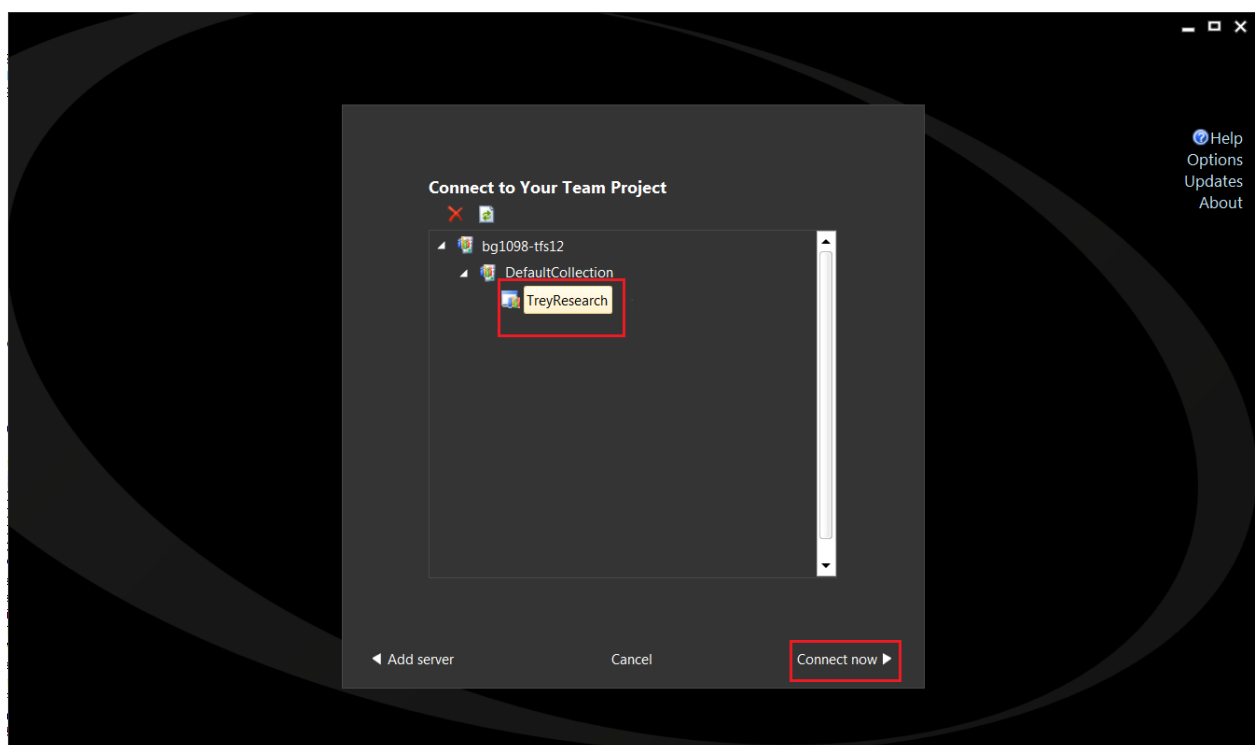 Help
Options
Updates
About
Connect to Your Team Project
bg1098-tfs12
DefaultCollection
TreyResearch
Add server
Cancel
Connect now